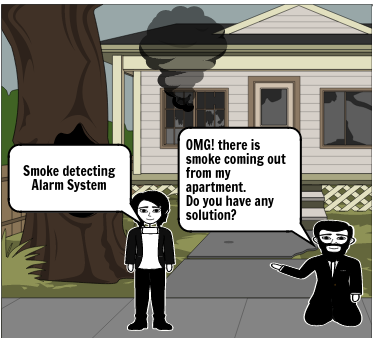 Smoke detecting
Alarm System
OMG! there is
smoke coming out
from my
apartment.
Do you have any
solution?